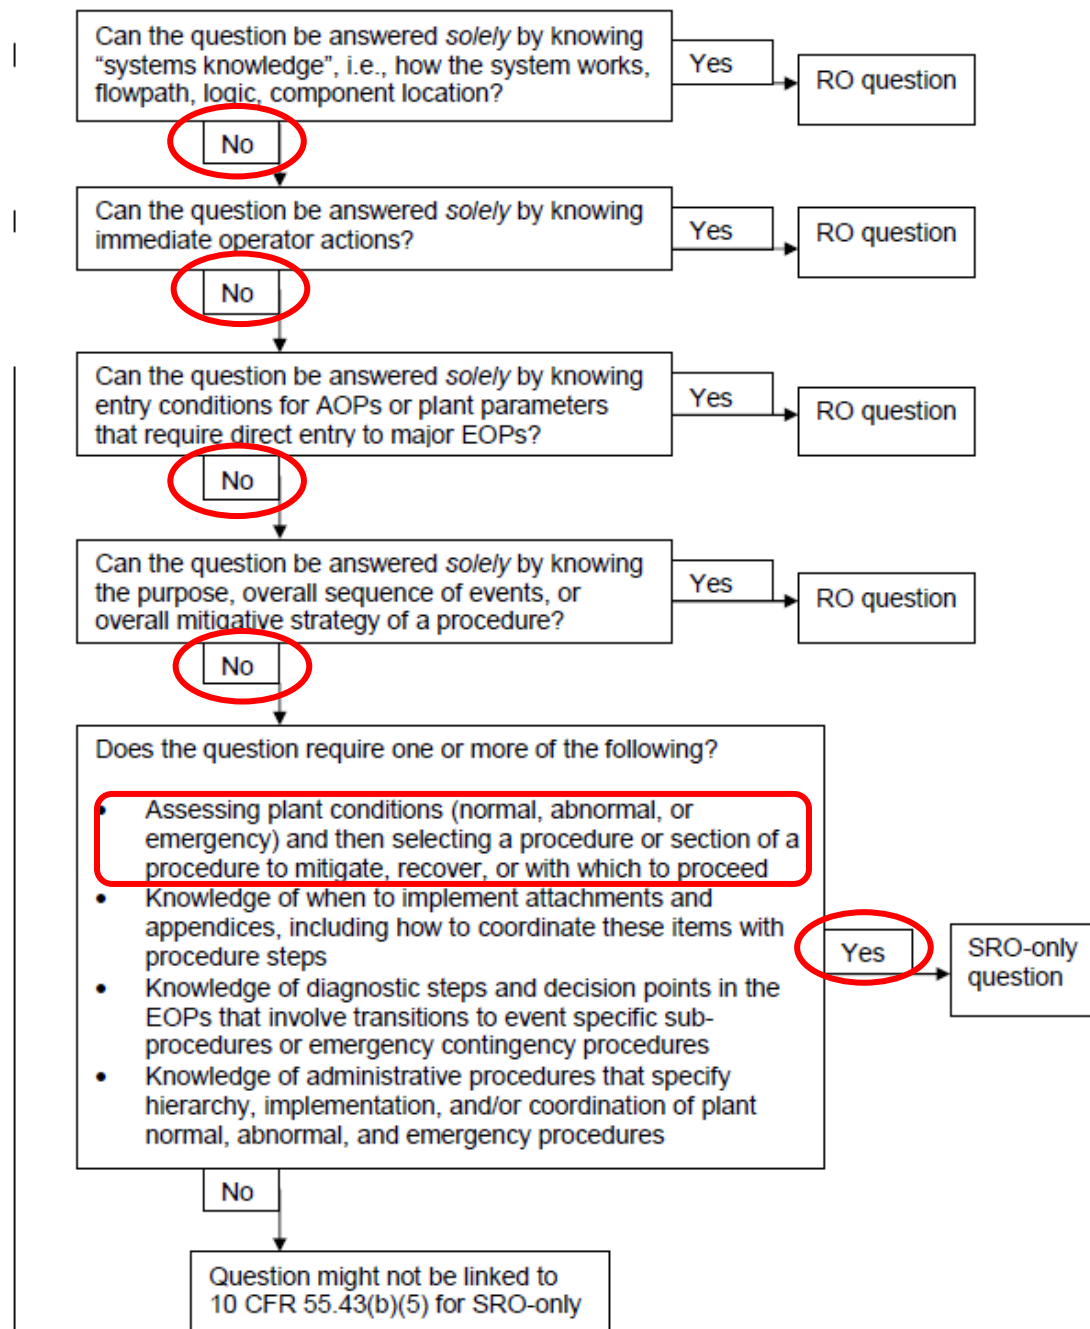 Can the question be answered solely by knowing
“systems knowledge”, i.e., how the system works,
flowpath, logic, component location?
Yes
RO question
No
Can the question be answered solely by knowing
immediate operator actions?
Yes
RO question
No
Can the question be answered solely by knowing
entry conditions for AOPs or plant parameters
that require direct entry to major EOPs?
Yes
RO question
No
Can the question be answered solely by knowing
the purpose, overall sequence of events, or
overall mitigative strategy of a procedure?
Yes
RO question
No
Does the question require one or more of the following?
• Assessing plant conditions (normal, abnormal, or
emergency) and then selecting a procedure or section of a
procedure to mitigate, recover, or with which to proceed
• Knowledge of when to implement attachments and
appendices, including how to coordinate these items with
procedure steps
• Knowledge of diagnostic steps and decision points in the
EOPs that involve transitions to event specific sub-
procedures or emergency contingency procedures
• Knowledge of administrative procedures that specify
hierarchy, implementation, and/or coordination of plant
normal, abnormal, and emergency procedures
Yes
SRO-only
question
No
Question might not be linked to
10 CFR 55.43(b)(5) for SRO-only